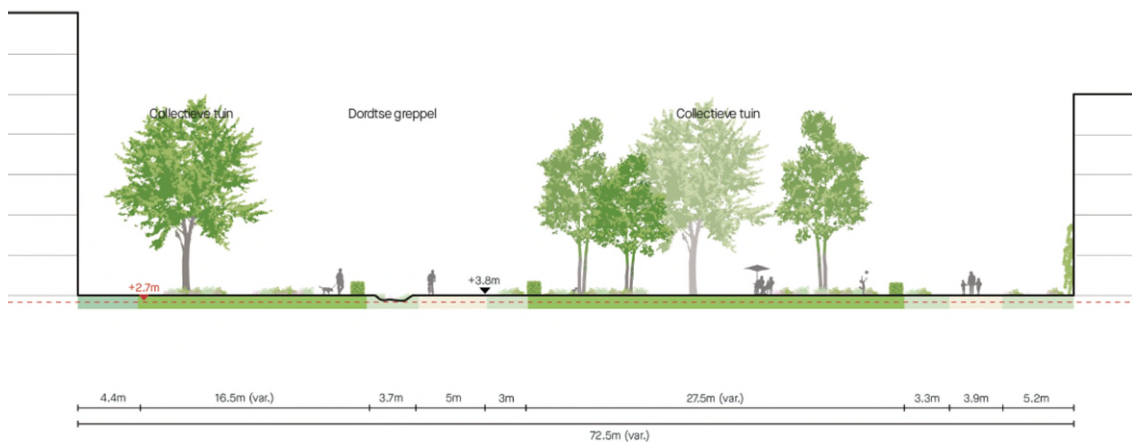 Collectieve tuin
Dordtse greppel
Collectieve tuin
+2.7m
+3.8m
4.4m
16.5m (var.)
3.7m
5m
3m
27.5m (var.)
3.3m
3.9m
5.2m
72.5m (var.)